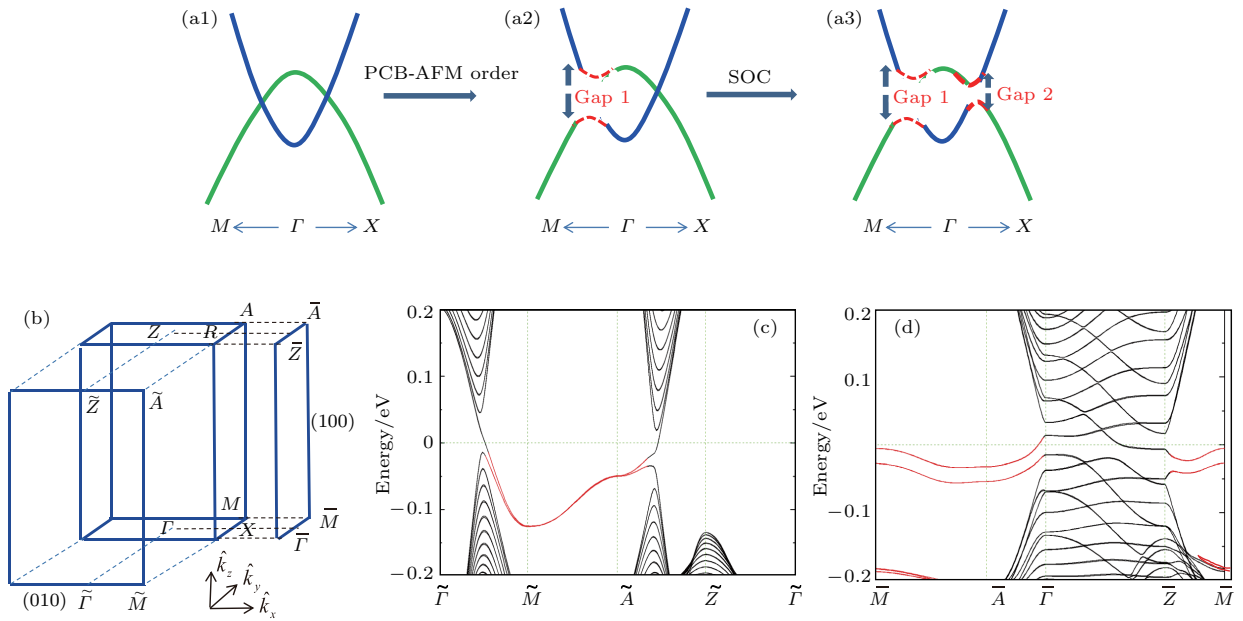 (a1)
PCB-AFM order
M Γ X
(a2)
Gap 1
SOC
M Γ X
(a3)
Gap 1
Gap 2
M Γ X
(b)
A
A̅
Z
R
Z̅
Z̃
Ã
(100)
M
M̅
Γ
X
Γ̅
(010)
Γ̃
M̃
k̂z
k̂y
k̂x
(c)
Energy/eV
0.2
0.1
0
−0.1
−0.2
Γ̃ M̃ Ã Z̃ Γ̃
(d)
Energy/eV
0.2
0.1
0
−0.1
−0.2
M̅ A̅ Γ̅ Z̅ M̅